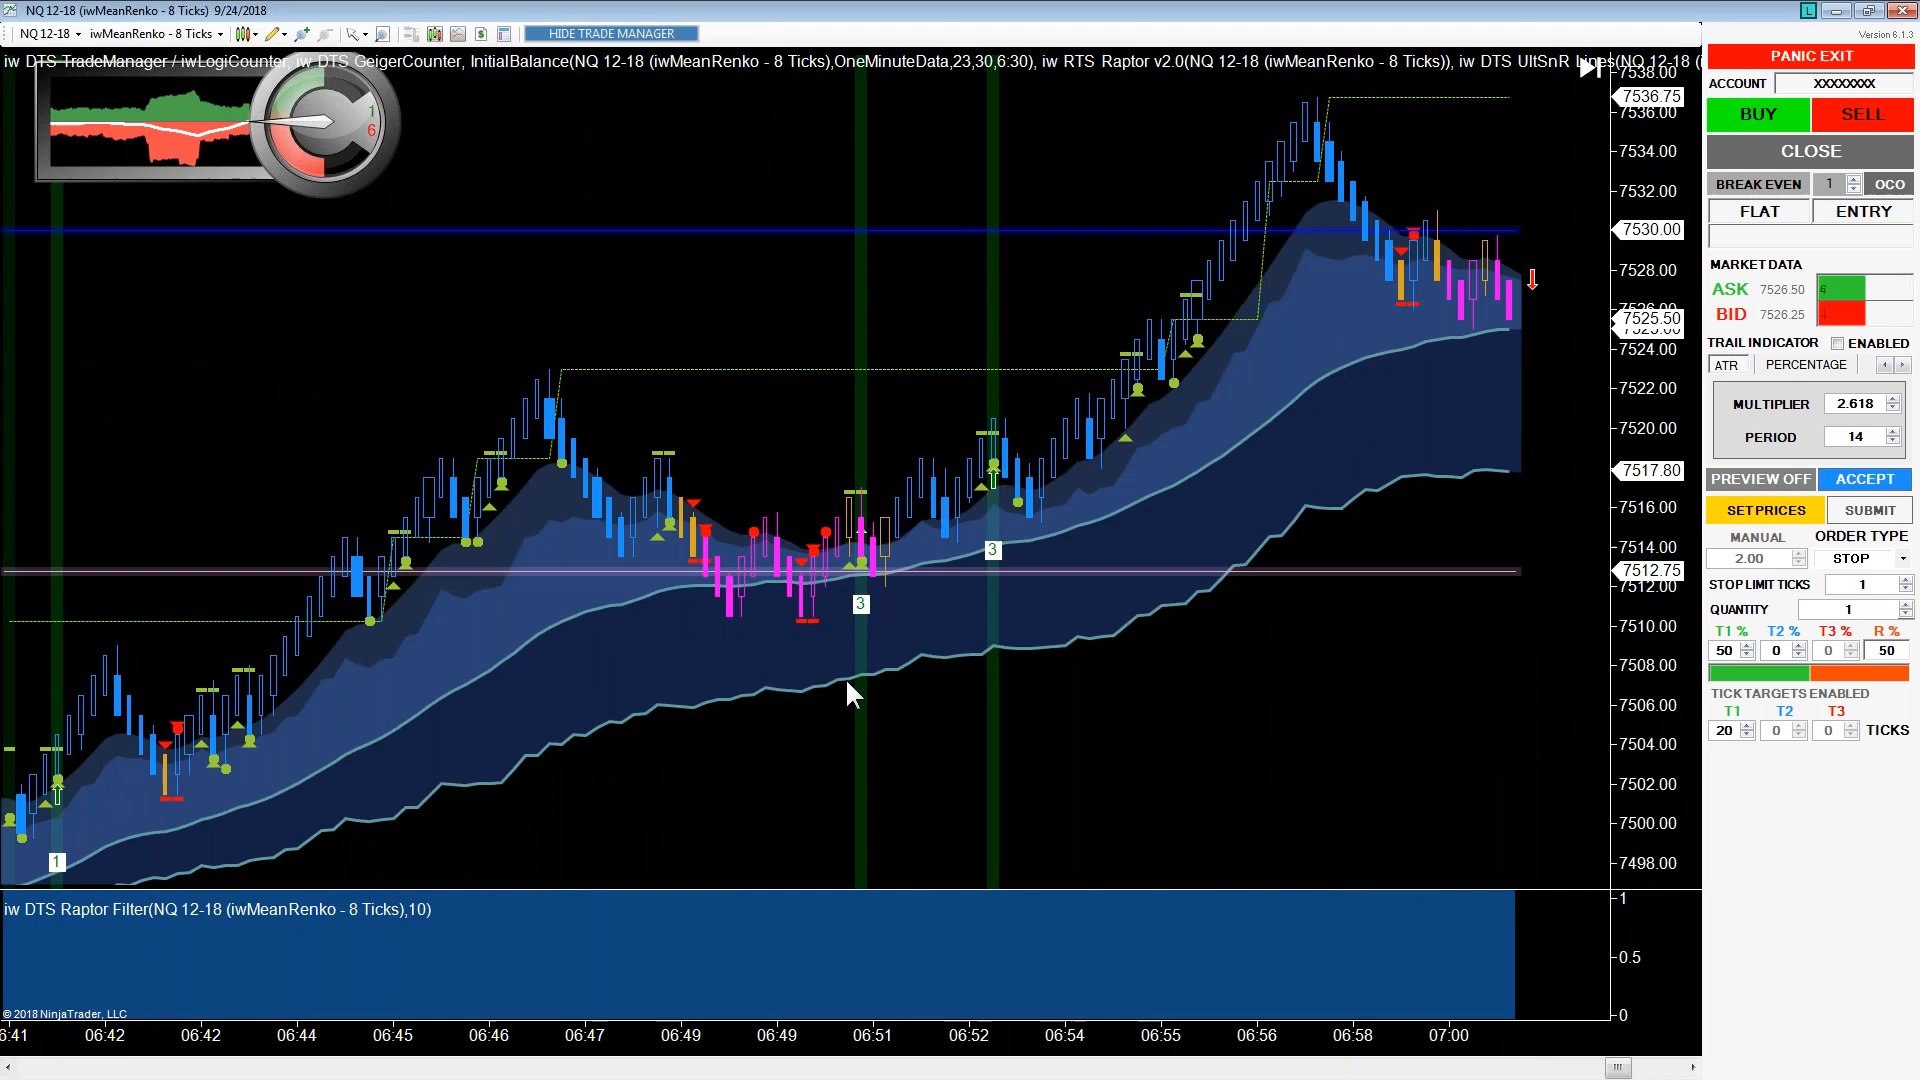 NQ 12-18 (iwMeanRenko - 8 Ticks) 9/24/2018
L
NQ 12-18 iwMeanRenko - 8 Ticks
HIDE TRADE MANAGER
Version 6.1.3
iw DTS TradeManager / iwLogiCounter, iw DTS GeigerCounter, InitialBalance(NQ 12-18 (iwMeanRenko - 8 Ticks),OneMinuteData,23,30,6:30), iw RTS Raptor v2.0(NQ 12-18 (iwMeanRenko - 8 Ticks)), iw DTS UltSnR Lines(NQ 12-18 (i
1
6
7538.00
7536.75
7536.00
7534.00
7532.00
7530.00
7528.00
7526.00
7525.50
7524.00
7522.00
7520.00
7517.80
7516.00
7514.00
7512.75
7512.00
7510.00
7508.00
7506.00
7504.00
7502.00
7500.00
7498.00
3
3
1
iw DTS Raptor Filter(NQ 12-18 (iwMeanRenko - 8 Ticks),10)
1
0.5
0
© 2018 NinjaTrader, LLC
6:41 06:42 06:42 06:44 06:45 06:46 06:47 06:49 06:49 06:51 06:52 06:54 06:55 06:56 06:58 07:00
PANIC EXIT
ACCOUNT XXXXXXXX
BUY SELL
CLOSE
BREAK EVEN 1 OCO
FLAT ENTRY
MARKET DATA
ASK 7526.50
BID 7526.25
TRAIL INDICATOR ENABLED
ATR PERCENTAGE
MULTIPLIER 2.618
PERIOD 14
PREVIEW OFF ACCEPT
SET PRICES SUBMIT
MANUAL ORDER TYPE
2.00 STOP
STOP LIMIT TICKS 1
QUANTITY 1
T1 % T2 % T3 % R %
50 0 0 50
TICK TARGETS ENABLED
T1 T2 T3
20 0 0 TICKS